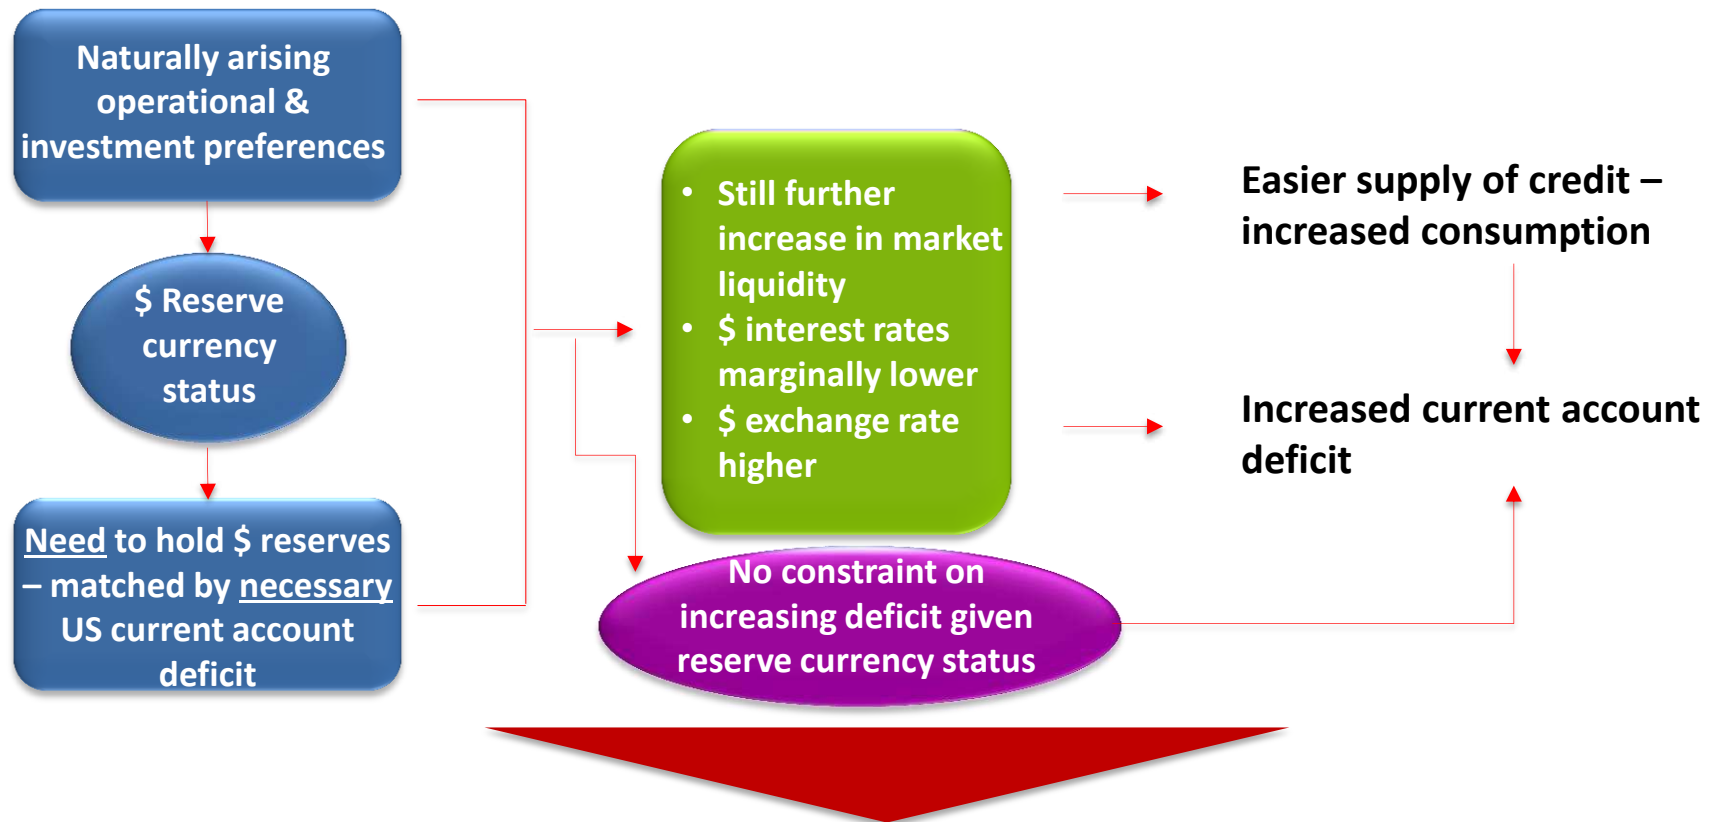 Naturally arising
operational &
investment preferences
$ Reserve
currency
status
Need to hold $ reserves
– matched by necessary
US current account
deficit
• Still further
increase in market
liquidity
• $ interest rates
marginally lower
• $ exchange rate
higher
No constraint on
increasing deficit given
reserve currency status
Easier supply of credit –
increased consumption
Increased current account
deficit